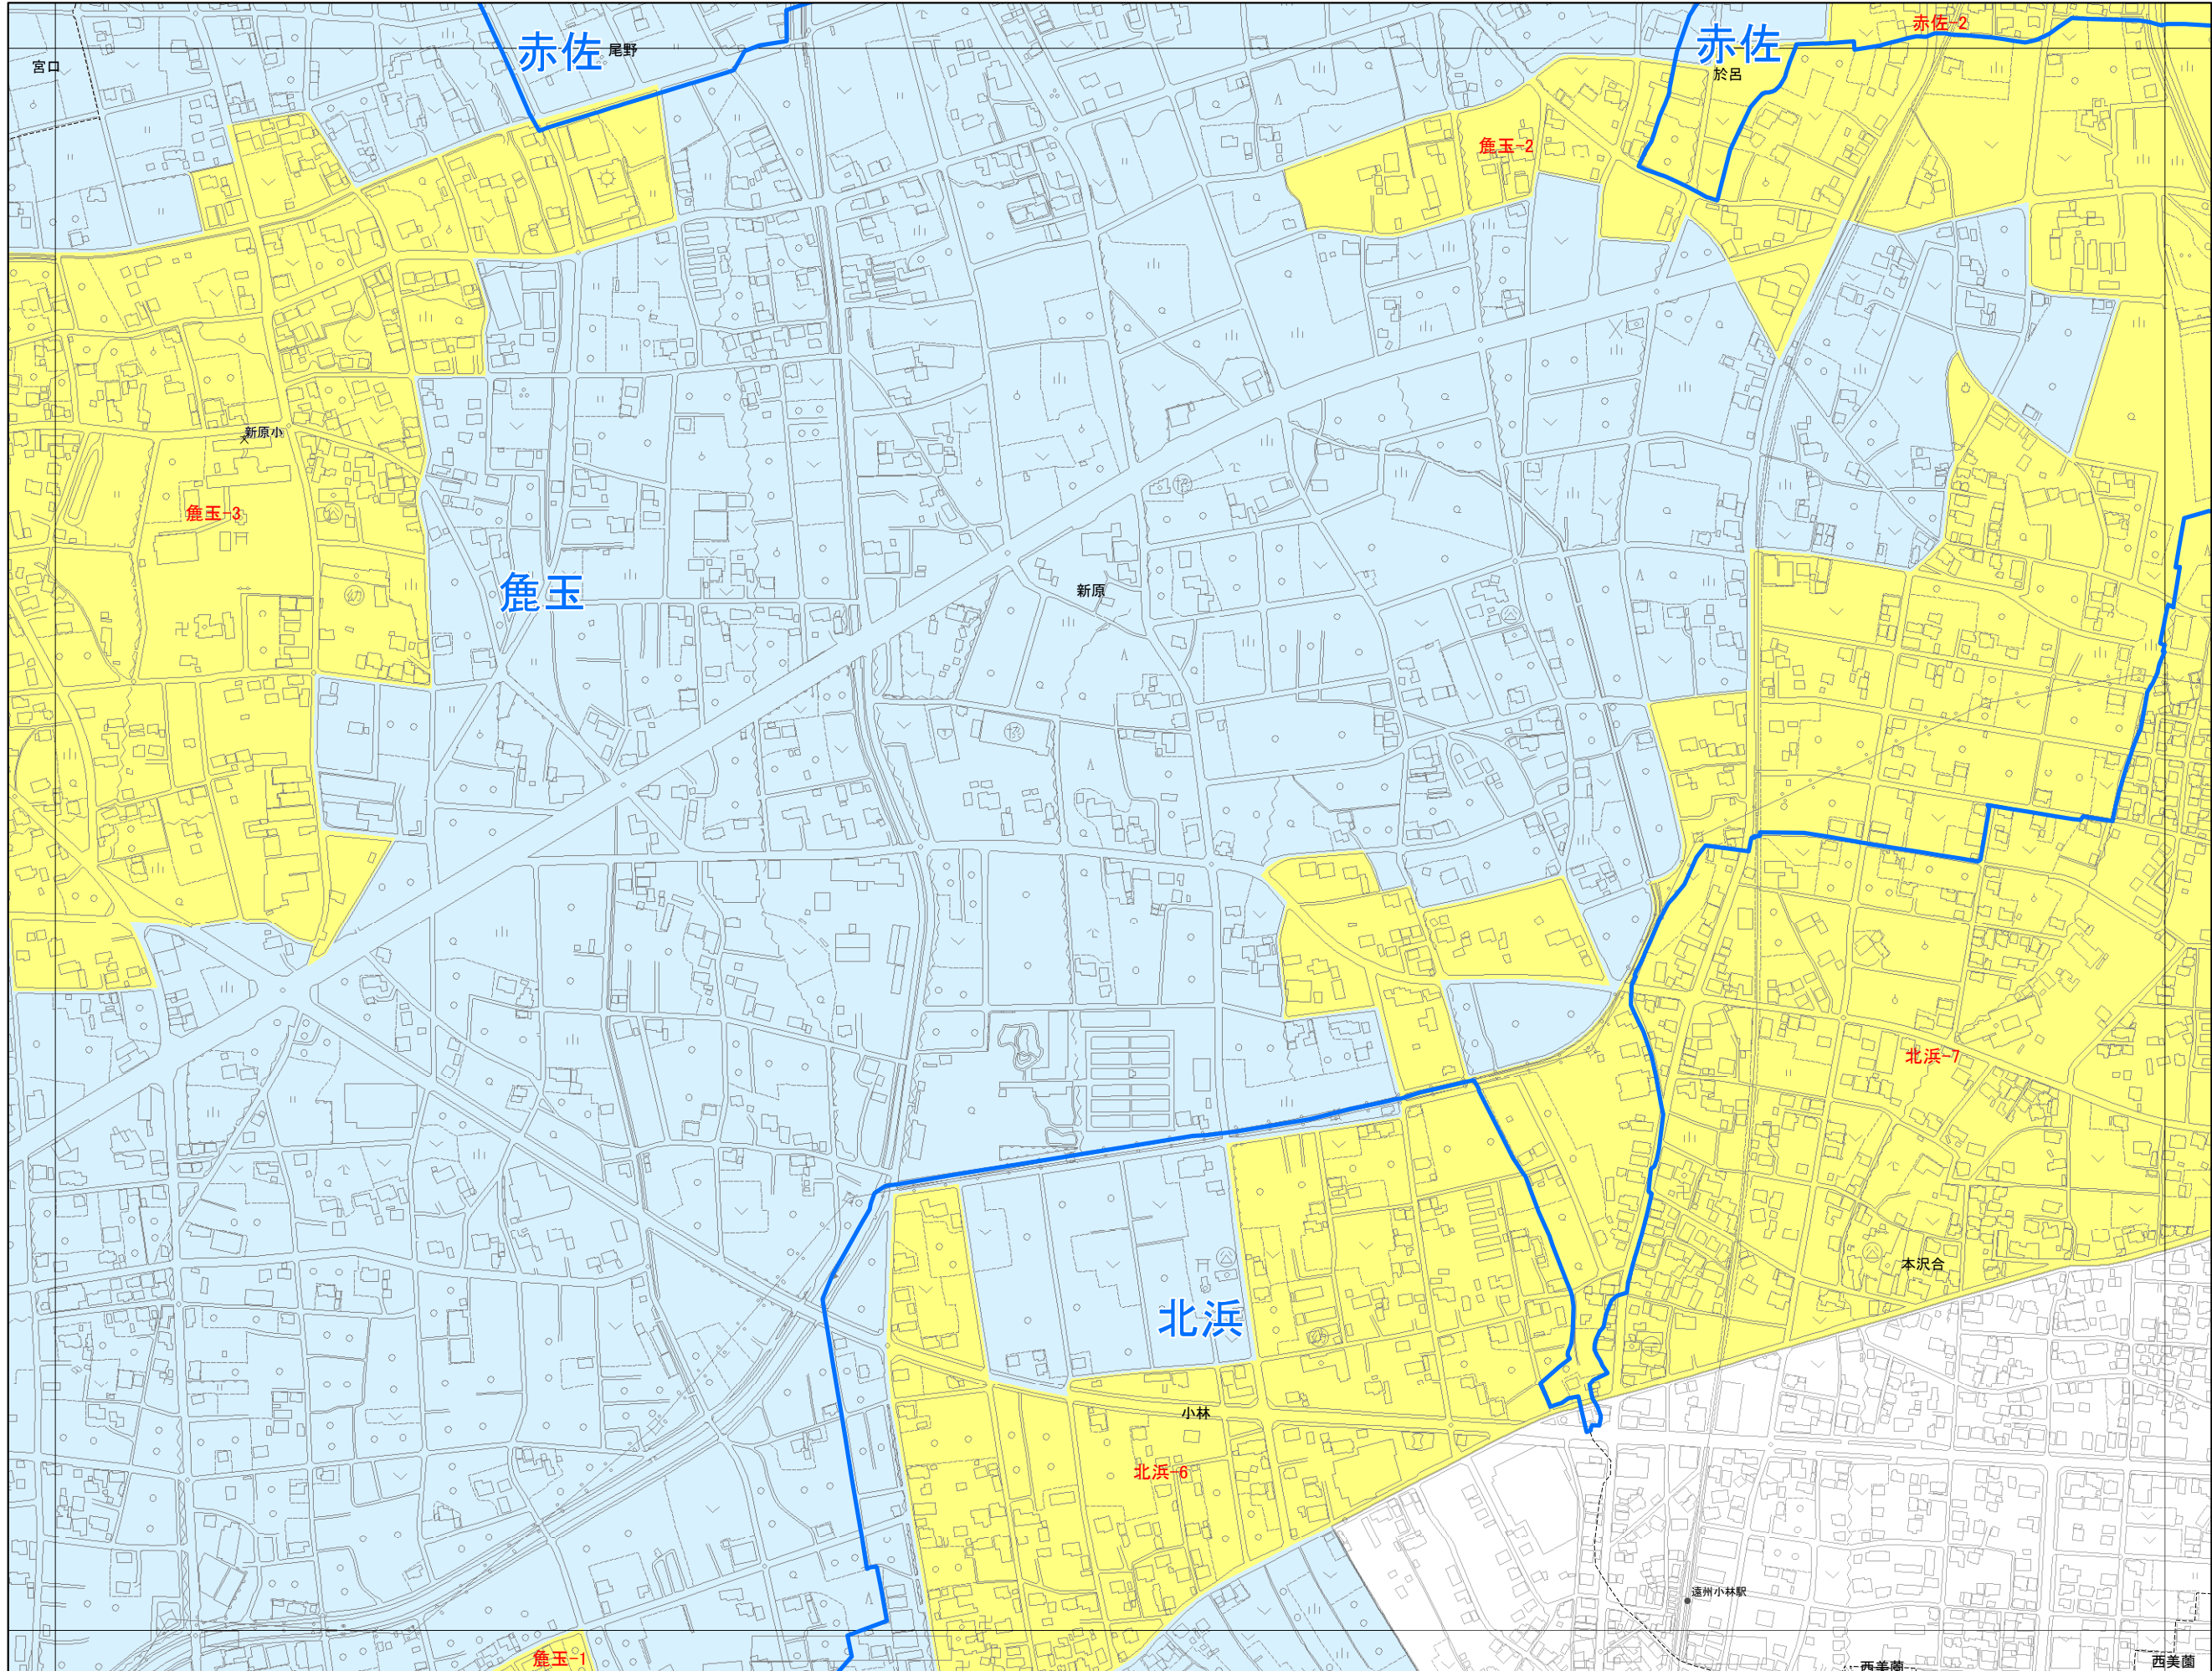 赤佐
尾野
宮口
赤佐
赤佐-2
於呂
麁玉-2
新原小
麁玉-3
麁玉
新原
北浜-7
本沢合
北浜
小林
北浜-6
遠州小林駅
麁玉-1
西美薗
西美薗